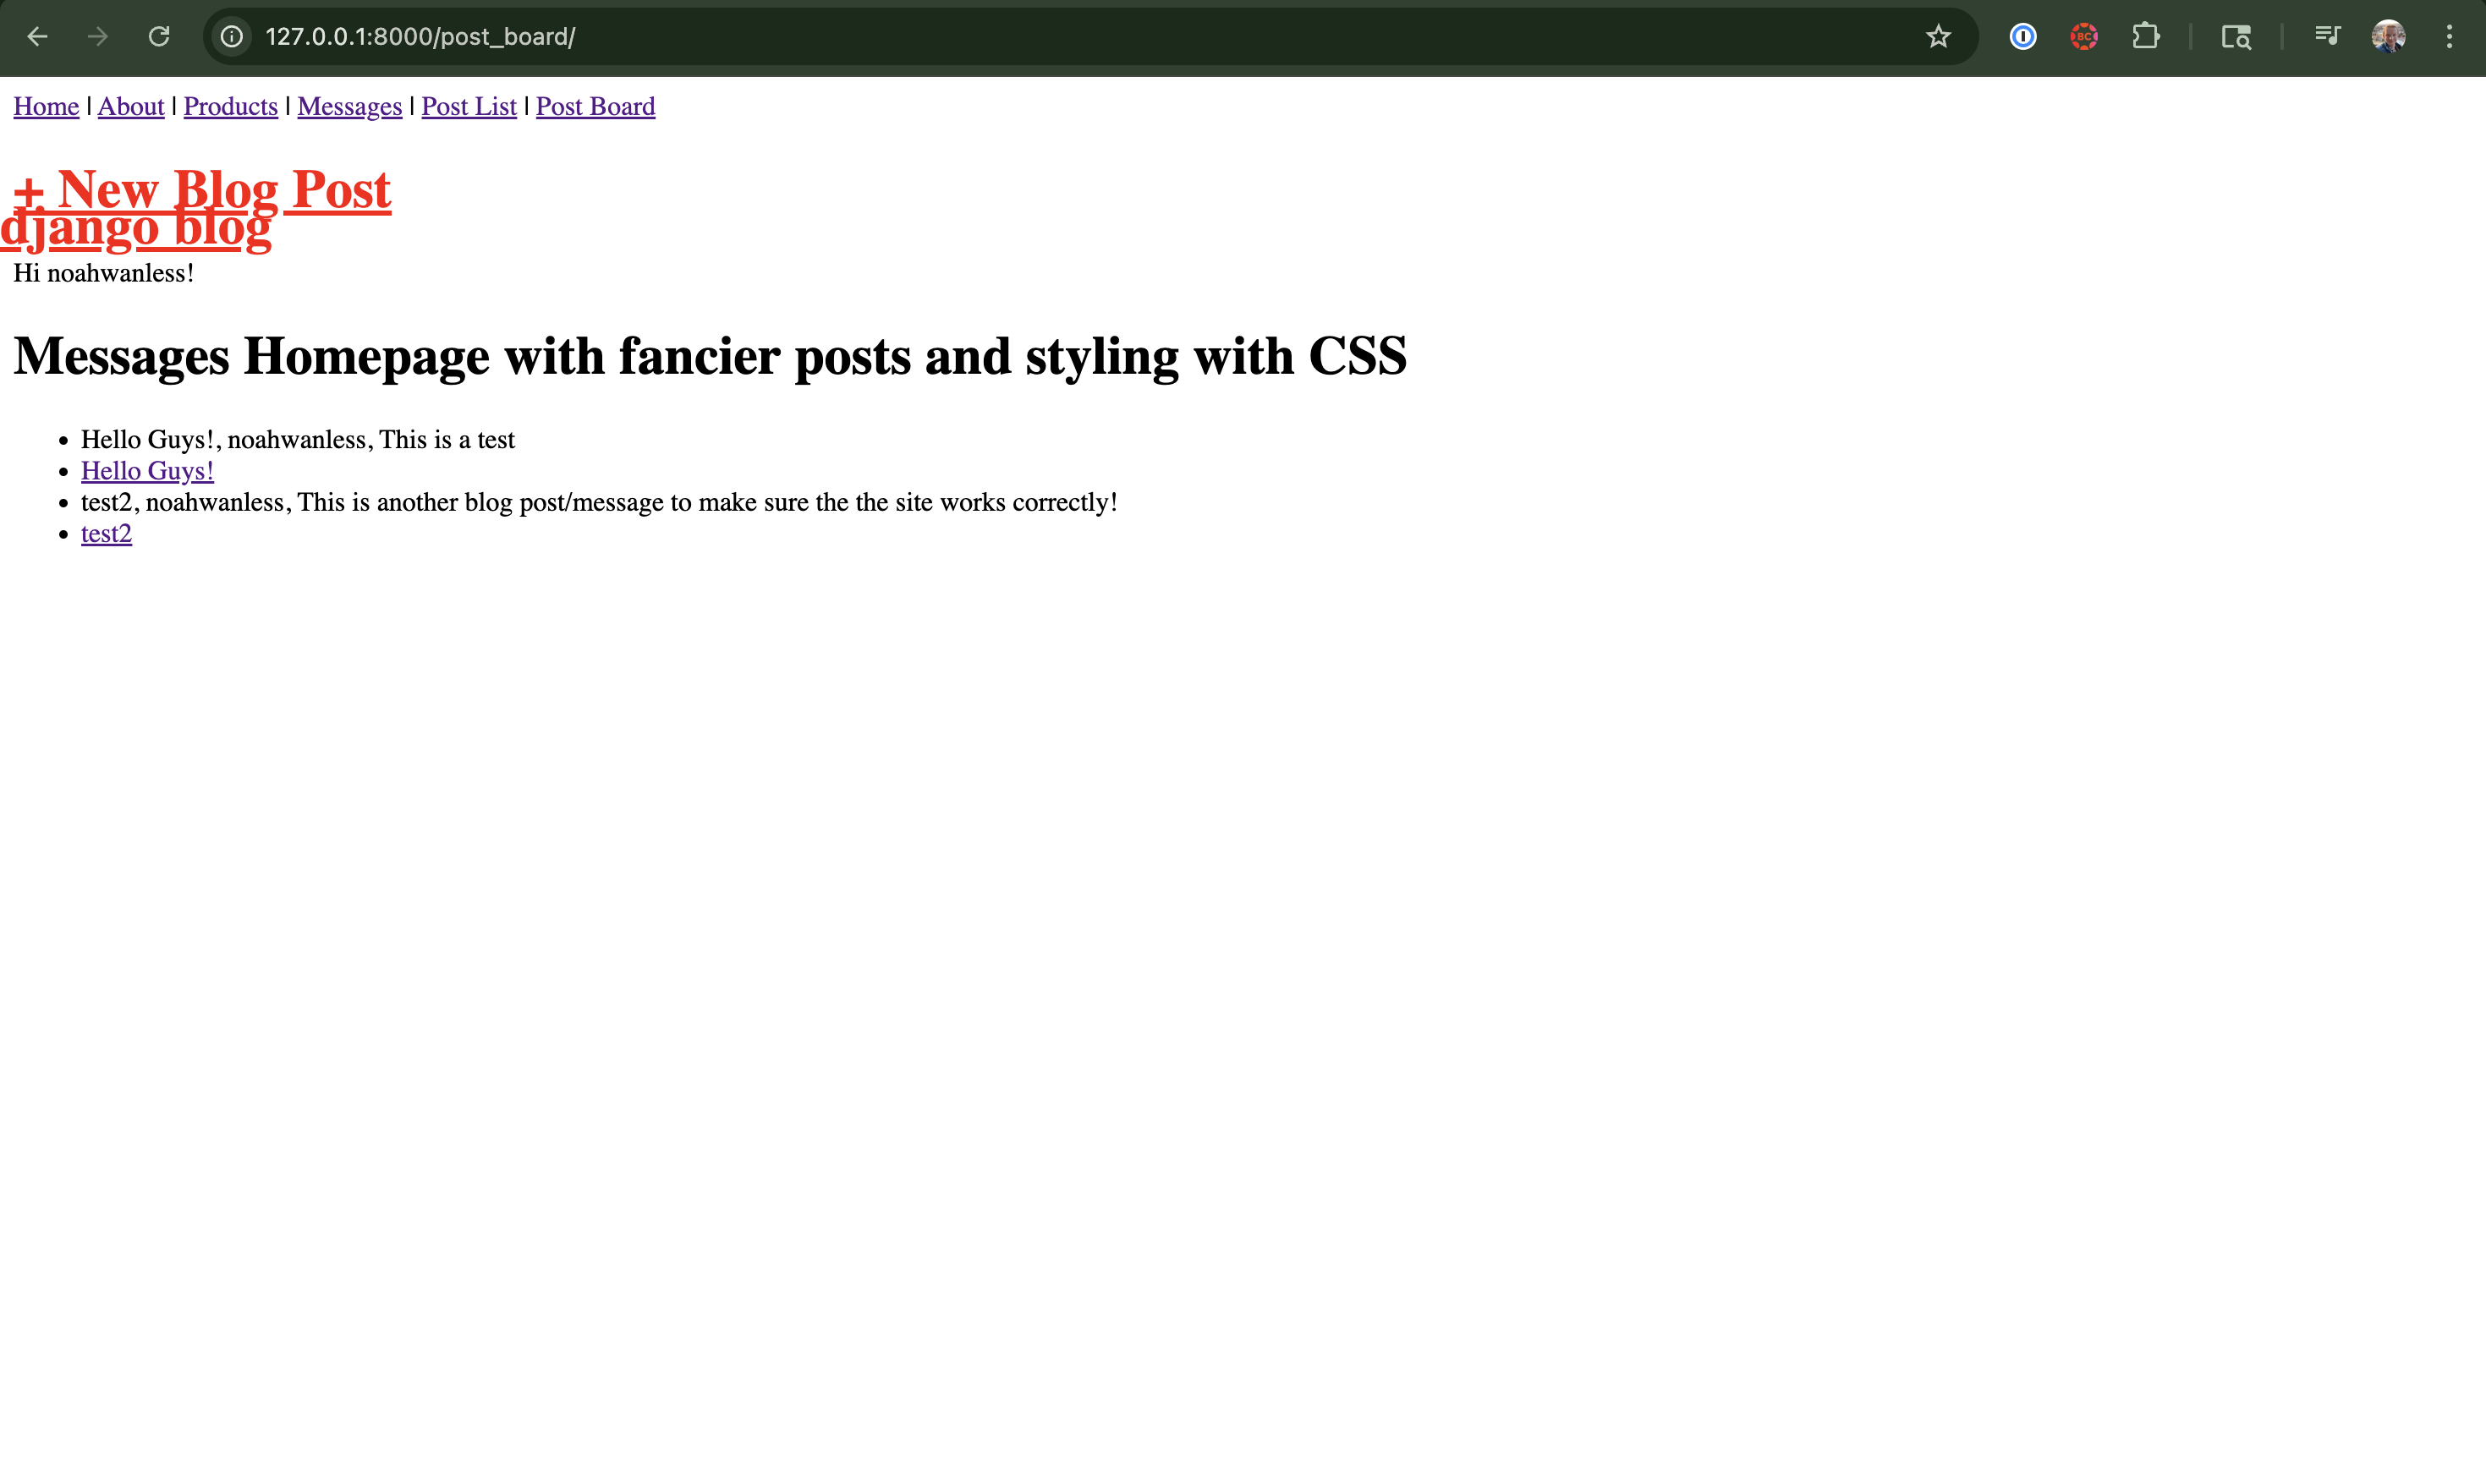 127.0.0.1:8000/post_board/
BC
Home | About | Products | Messages | Post List | Post Board
+ New Blog Post
django blog
Hi noahwanless!
Messages Homepage with fancier posts and styling with CSS
• Hello Guys!, noahwanless, This is a test
• Hello Guys!
• test2, noahwanless, This is another blog post/message to make sure the the site works correctly!
• test2